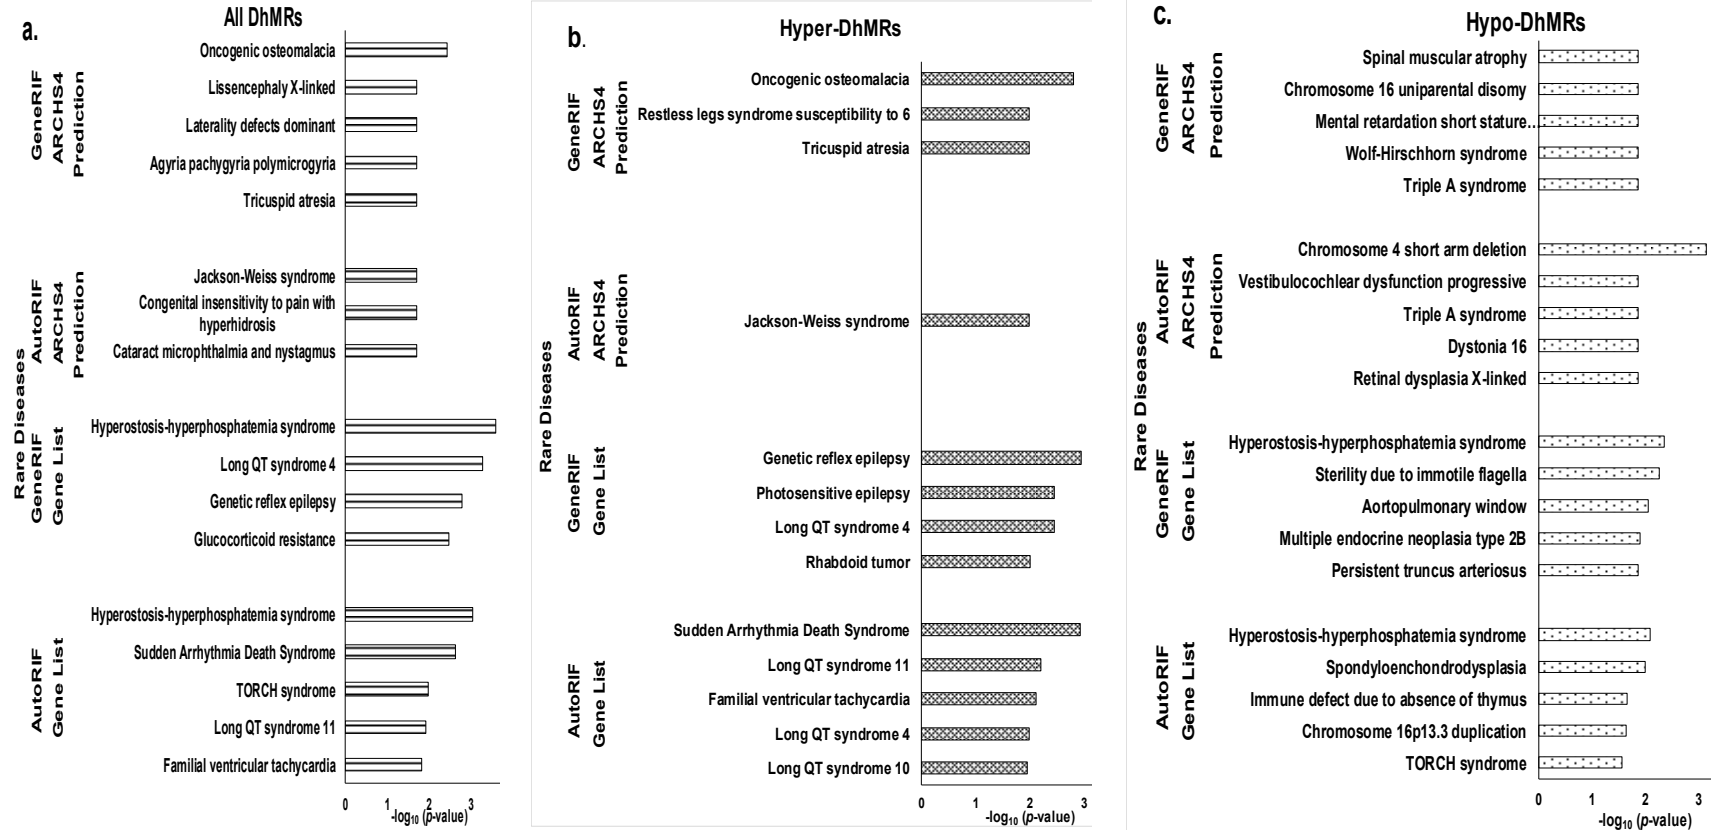 a.
All DhMRs
Rare Diseases
GeneRIF
ARCHS4
Prediction
Oncogenic osteomalacia
Lissencephaly X-linked
Laterality defects dominant
Agyria pachygyria polymicrogyria
Tricuspid atresia
AutoRIF
ARCHS4
Prediction
Jackson-Weiss syndrome
Congenital insensitivity to pain with
hyperhidrosis
Cataract microphthalmia and nystagmus
GeneRIF
Gene List
Hyperostosis-hyperphosphatemia syndrome
Long QT syndrome 4
Genetic reflex epilepsy
Glucocorticoid resistance
AutoRIF
Gene List
Hyperostosis-hyperphosphatemia syndrome
Sudden Arrhythmia Death Syndrome
TORCH syndrome
Long QT syndrome 11
Familial ventricular tachycardia
0 1 2 3
-log10 (p-value)
b.
Hyper-DhMRs
Rare Diseases
GeneRIF
ARCHS4
Prediction
Oncogenic osteomalacia
Restless legs syndrome susceptibility to 6
Tricuspid atresia
AutoRIF
ARCHS4
Prediction
Jackson-Weiss syndrome
GeneRIF
Gene List
Genetic reflex epilepsy
Photosensitive epilepsy
Long QT syndrome 4
Rhabdoid tumor
AutoRIF
Gene List
Sudden Arrhythmia Death Syndrome
Long QT syndrome 11
Familial ventricular tachycardia
Long QT syndrome 4
Long QT syndrome 10
0 1 2 3
-log10 (p-value)
c.
Hypo-DhMRs
Rare Diseases
GeneRIF
ARCHS4
Prediction
Spinal muscular atrophy
Chromosome 16 uniparental disomy
Mental retardation short stature…
Wolf-Hirschhorn syndrome
Triple A syndrome
AutoRIF
ARCHS4
Prediction
Chromosome 4 short arm deletion
Vestibulocochlear dysfunction progressive
Triple A syndrome
Dystonia 16
Retinal dysplasia X-linked
GeneRIF
Gene List
Hyperostosis-hyperphosphatemia syndrome
Sterility due to immotile flagella
Aortopulmonary window
Multiple endocrine neoplasia type 2B
Persistent truncus arteriosus
AutoRIF
Gene List
Hyperostosis-hyperphosphatemia syndrome
Spondyloenchondrodysplasia
Immune defect due to absence of thymus
Chromosome 16p13.3 duplication
TORCH syndrome
0 1 2 3
-log10 (p-value)